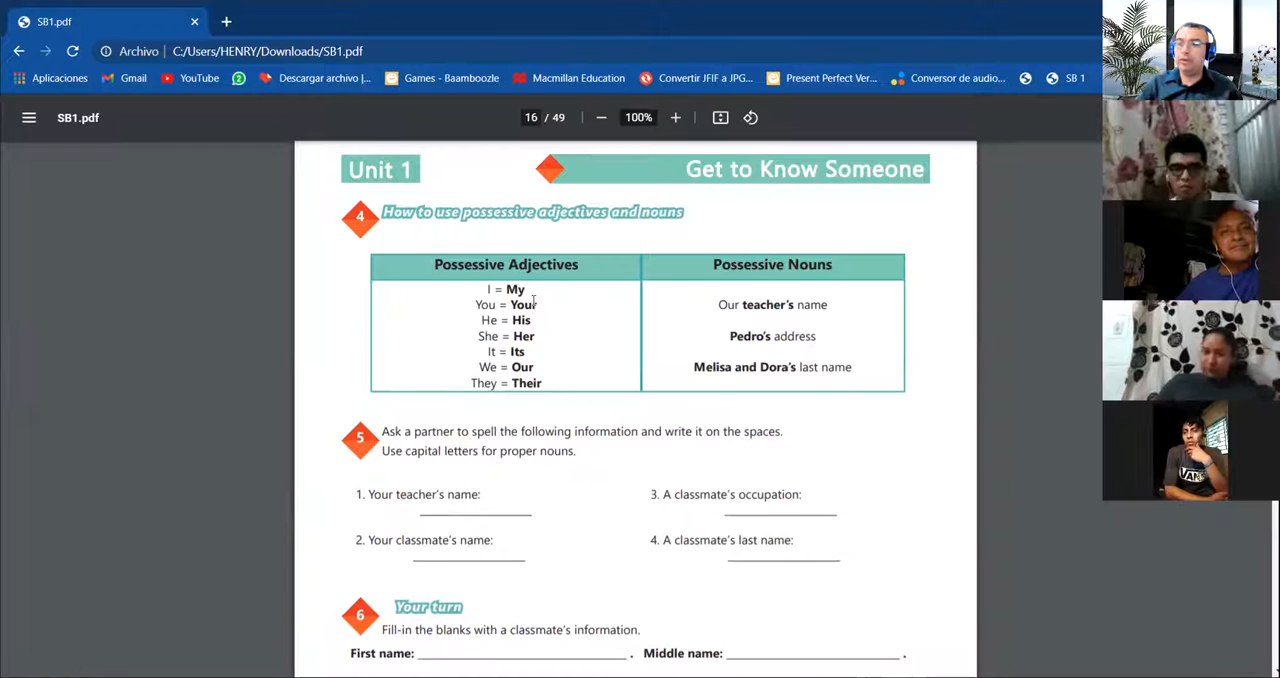 SB1.pdf
Archivo | C:/Users/HENRY/Downloads/SB1.pdf
Aplicaciones Gmail YouTube 2 Descargar archivo |... Games - Baamboozle Macmillan Education Convertir JFIF a JPG... Present Perfect Ver... Conversor de audio... SB 1
SB1.pdf 16 / 49 100%
Unit 1 Get to Know Someone
4 How to use possessive adjectives and nouns
Possessive Adjectives Possessive Nouns
I = My
You = Your Our teacher's name
He = His
She = Her Pedro's address
It = Its
We = Our Melisa and Dora's last name
They = Their
5 Ask a partner to spell the following information and write it on the spaces.
Use capital letters for proper nouns.
1. Your teacher's name: 3. A classmate's occupation:
2. Your classmate's name: 4. A classmate's last name:
6 Your turn
Fill-in the blanks with a classmate's information.
First name: . Middle name: .
VANS